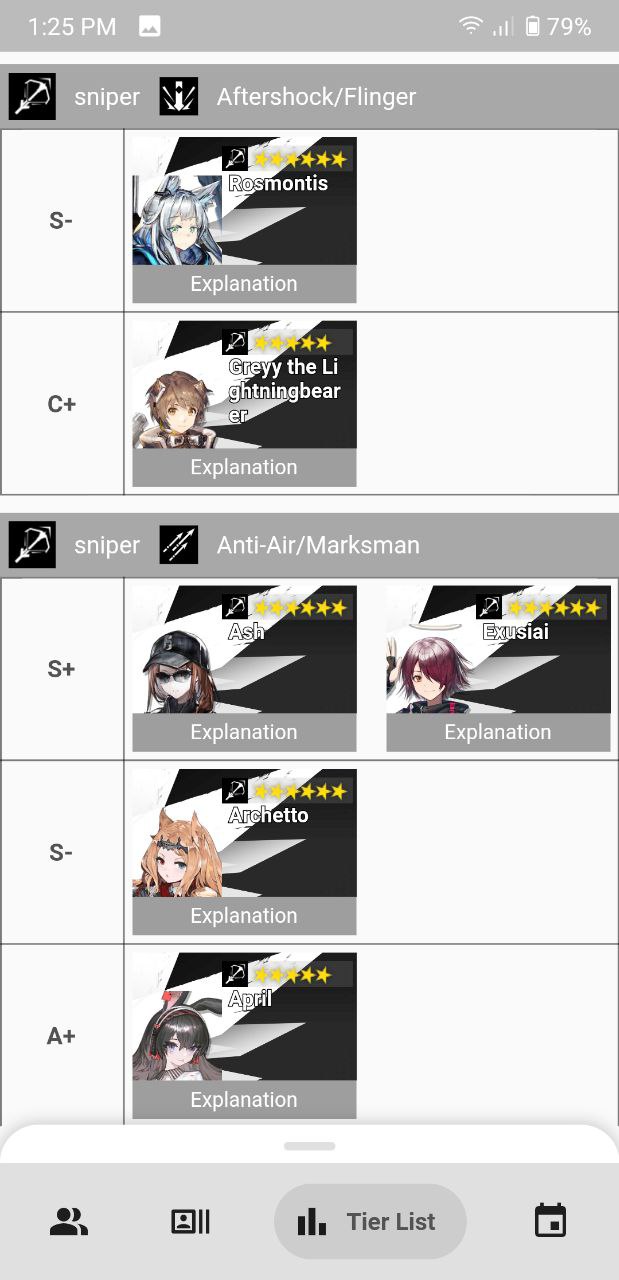 1:25 PM 79%
sniper Aftershock/Flinger
S-
Rosmontis
Explanation
C+
Greyy the Li
ghtningbear
er
Explanation
sniper Anti-Air/Marksman
S+
Ash
Explanation
Exusiai
Explanation
S-
Archetto
Explanation
A+
April
Explanation
Tier List